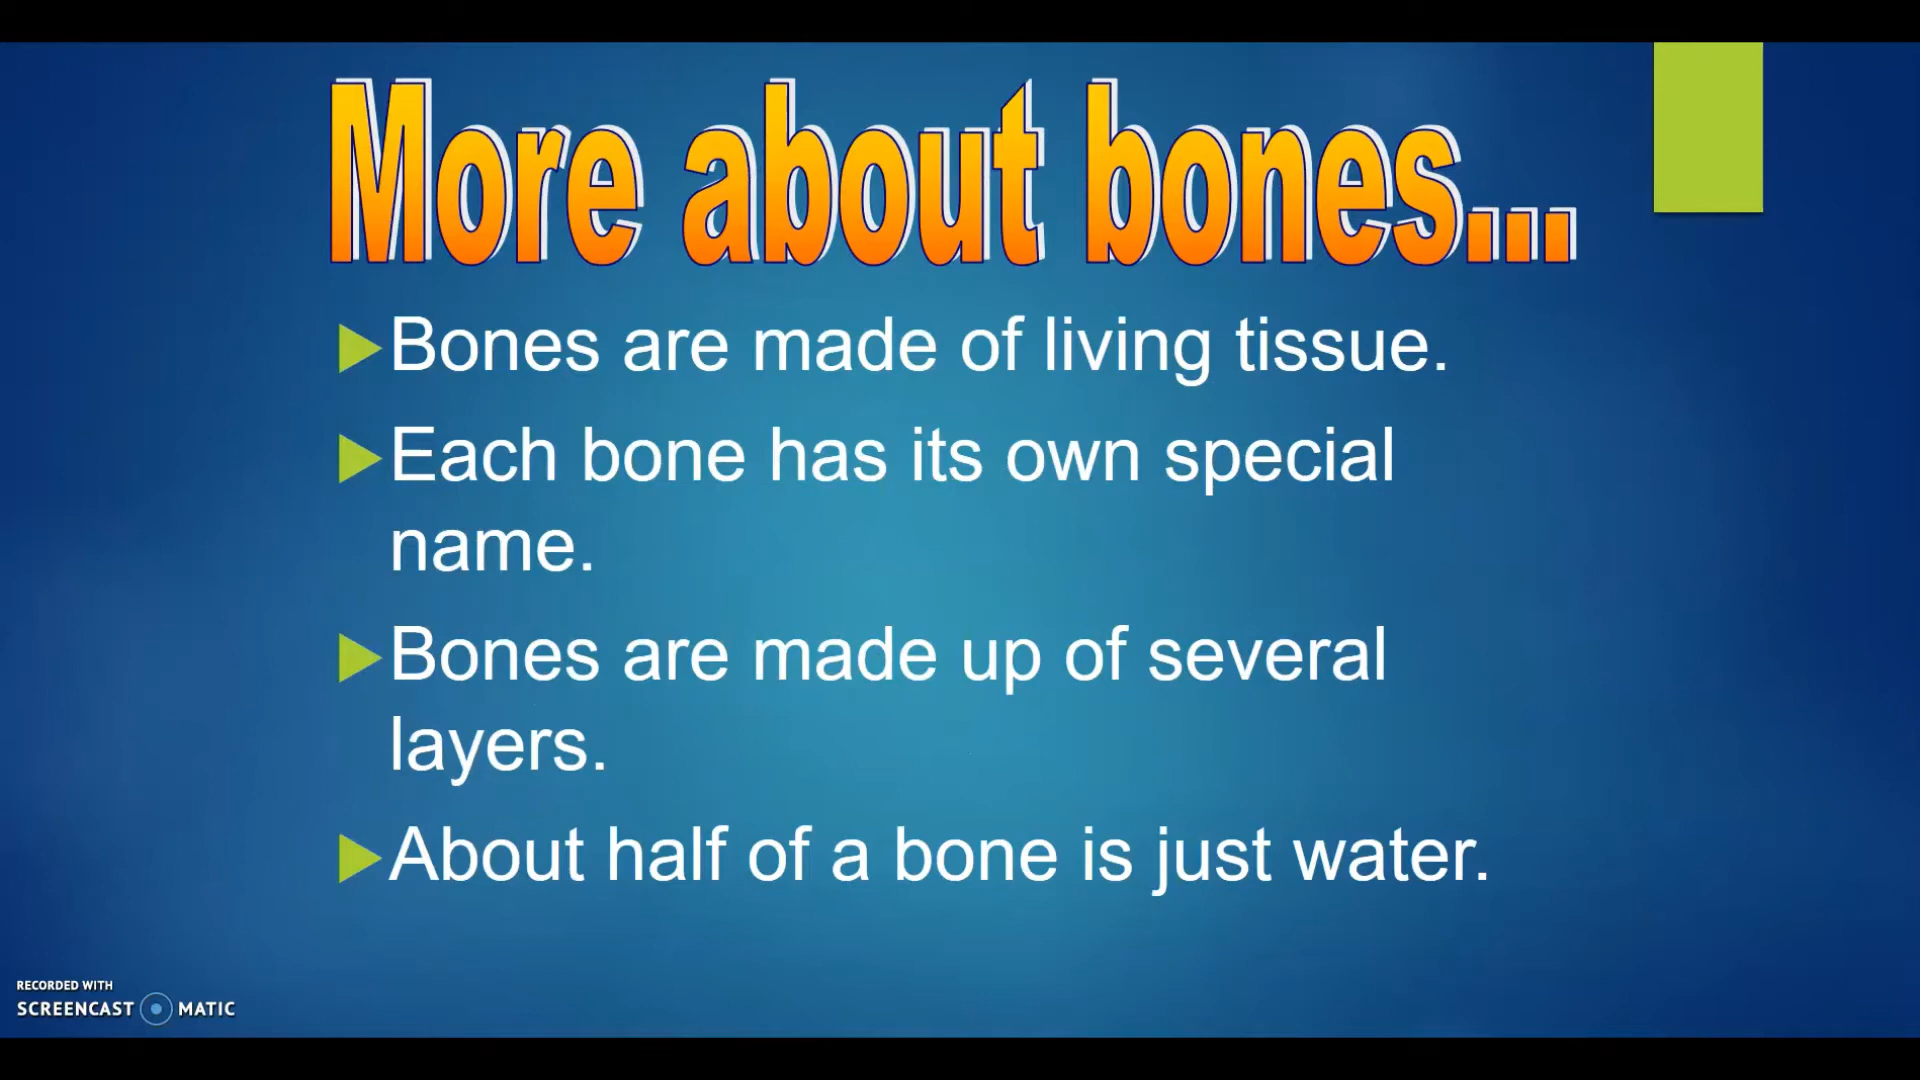 More about bones...
Bones are made of living tissue.
Each bone has its own special
name.
Bones are made up of several
layers.
About half of a bone is just water.
RECORDED WITH
SCREENCAST MATIC